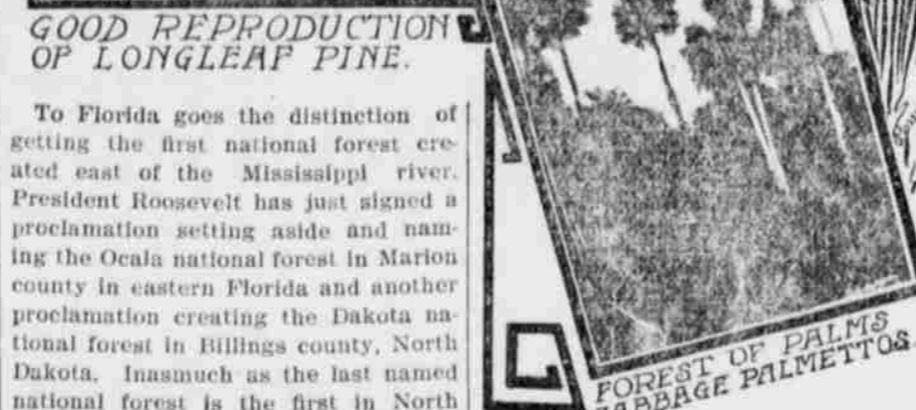 GOOD REPRODUCTION
OF LONGLEAF PINE.
To Florida goes the distinction of
getting the first national forest cre-
ated east of the Mississippi river.
President Roosevelt has just signed a
proclamation setting aside and nam-
ing the Ocala national forest in Marion
county in eastern Florida and another
proclamation creating the Dakota na-
tional forest in Billings county, North
Dakota. Inasmuch as the last named
national forest is the first in North
FOREST OF PALMS
CABBAGE PALMETTOS